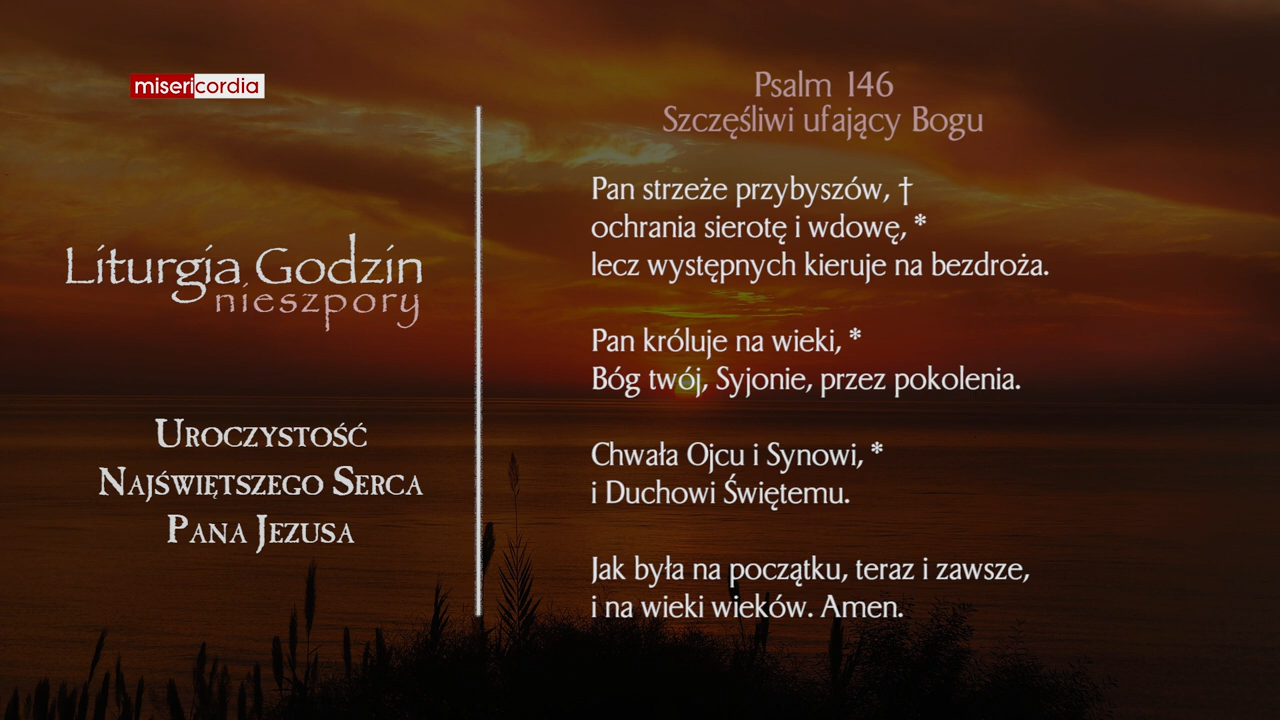 misericordia
Liturgia Godzin
nieszpory
Uroczystość
Najświętszego Serca
Pana Jezusa
Psalm 146
Szczęśliwi ufający Bogu
Pan strzeże przybyszów, †
ochrania sierotę i wdowę, *
lecz występnych kieruje na bezdroża.
Pan króluje na wieki, *
Bóg twój, Syjonie, przez pokolenia.
Chwała Ojcu i Synowi, *
i Duchowi Świętemu.
Jak była na początku, teraz i zawsze,
i na wieki wieków. Amen.